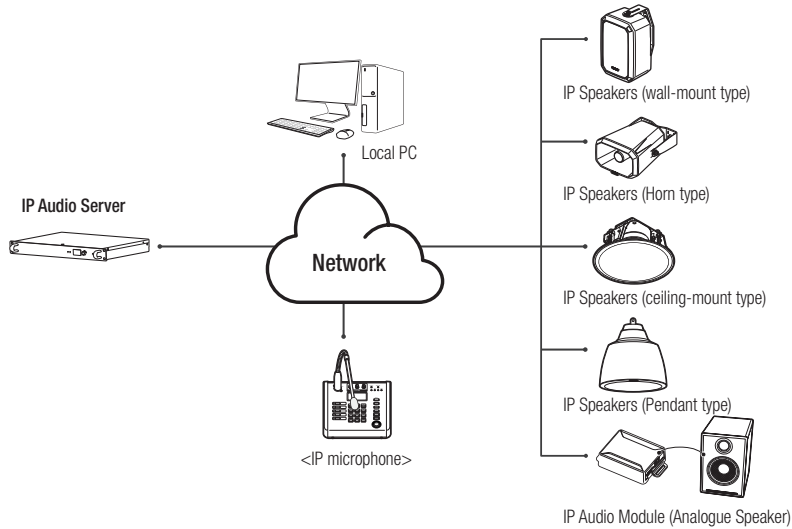 IP Speakers (wall-mount type)
Local PC
IP Speakers (Horn type)
IP Audio Server
Network
IP Speakers (ceiling-mount type)
IP Speakers (Pendant type)
<IP microphone>
IP Audio Module (Analogue Speaker)